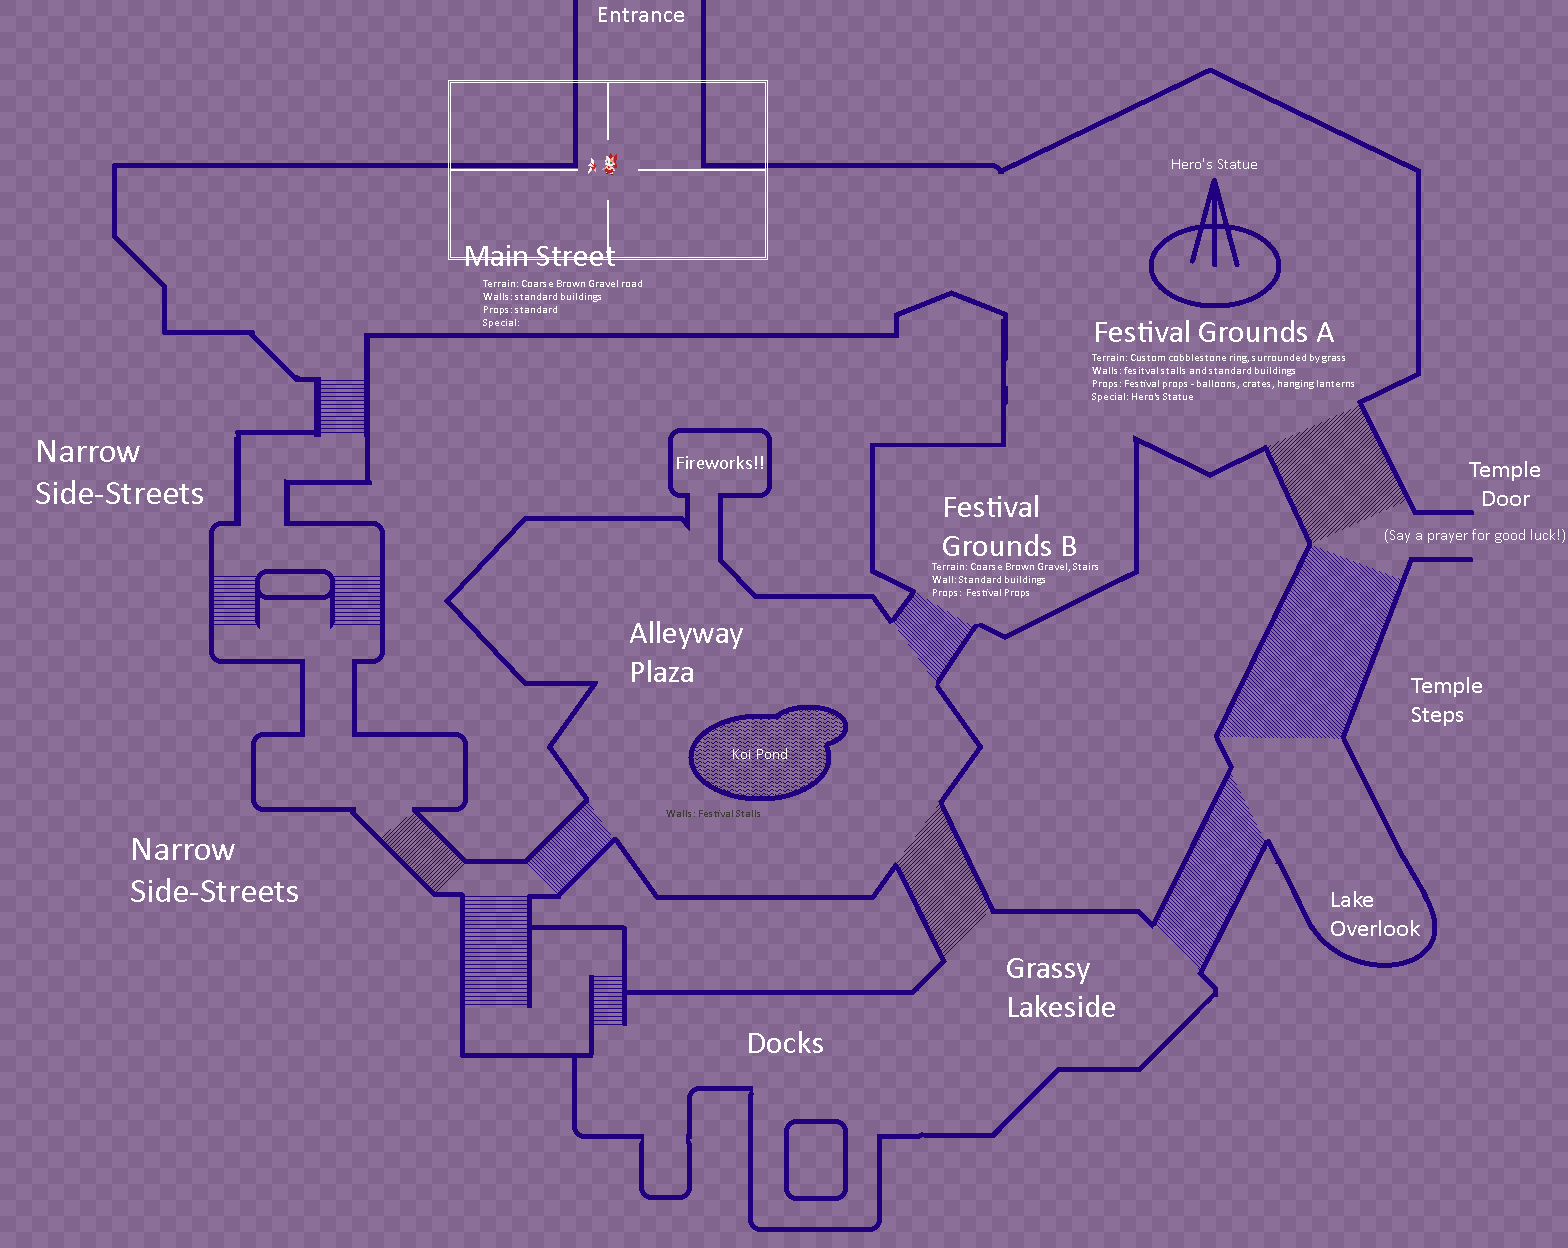 Entrance
Hero's Statue
Main Street
Terrain: Coarse Brown Gravel road
Walls: standard buildings
Props: standard
Special:
Festival Grounds A
Terrain: Custom cobblestone ring, surrounded by grass
Walls: fesitval stalls and standard buildings
Props: Festival props - balloons, crates, hanging lanterns
Special: Hero's Statue
Narrow
Side-Streets
Fireworks!!
Temple
Door
(Say a prayer for good luck!)
Festival
Grounds B
Terrain: Coarse Brown Gravel, Stairs
Wall: Standard buildings
Props: Festival Props
Alleyway
Plaza
Temple
Steps
Koi Pond
Walls: Festival Stalls
Narrow
Side-Streets
Lake
Overlook
Grassy
Lakeside
Docks